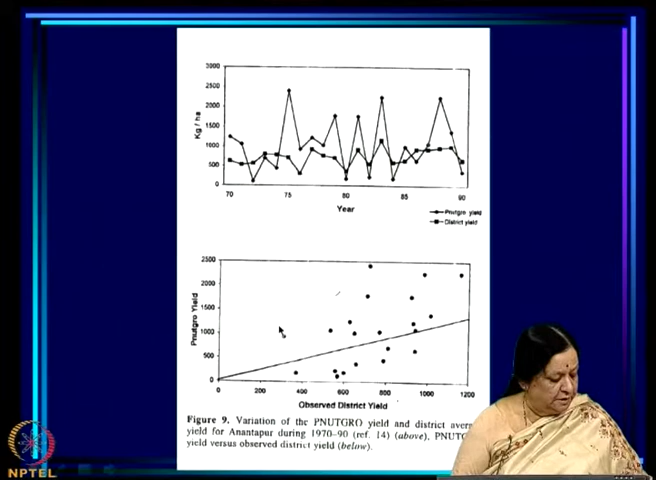 3000
2500
2000
1500
1000
500
0
Kg / ha
70 75 80 85 90
Year
Pnutgro yield
District yield
2500
2000
1500
1000
500
0
Pnutgro Yield
0 200 400 600 800 1000 1200
Observed District Yield
Figure 9. Variation of the PNUTGRO yield and district aver
yield for Anantapur during 1970–90 (ref. 14) (above), PNUTG
yield versus observed district yield (below).
NPTEL